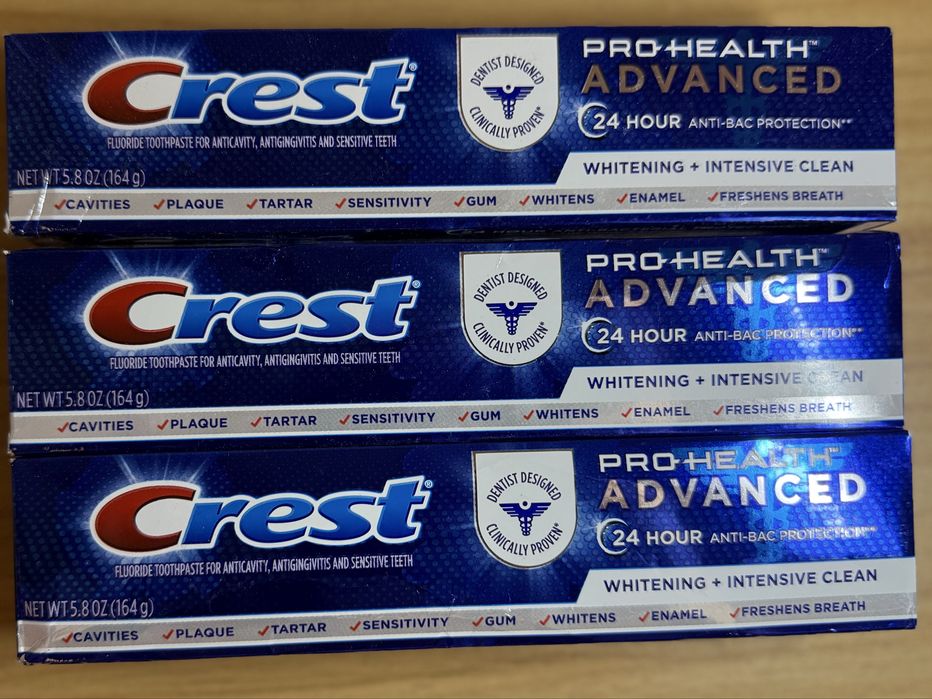 Crest®
FLUORIDE TOOTHPASTE FOR ANTICAVITY, ANTIGINGIVITIS AND SENSITIVE TEETH
NET WT 5.8 OZ (164 g)
DENTIST DESIGNED
CLINICALLY PROVEN*
PRO-HEALTH™
ADVANCED
24 HOUR ANTI-BAC PROTECTION**
WHITENING + INTENSIVE CLEAN
✓CAVITIES ✓PLAQUE ✓TARTAR ✓SENSITIVITY ✓GUM ✓WHITENS ✓ENAMEL ✓FRESHENS BREATH
Crest®
FLUORIDE TOOTHPASTE FOR ANTICAVITY, ANTIGINGIVITIS AND SENSITIVE TEETH
NET WT 5.8 OZ (164 g)
DENTIST DESIGNED
CLINICALLY PROVEN*
PRO-HEALTH™
ADVANCED
24 HOUR ANTI-BAC PROTECTION**
WHITENING + INTENSIVE CLEAN
✓CAVITIES ✓PLAQUE ✓TARTAR ✓SENSITIVITY ✓GUM ✓WHITENS ✓ENAMEL ✓FRESHENS BREATH
Crest®
FLUORIDE TOOTHPASTE FOR ANTICAVITY, ANTIGINGIVITIS AND SENSITIVE TEETH
NET WT 5.8 OZ (164 g)
DENTIST DESIGNED
CLINICALLY PROVEN*
PRO-HEALTH™
ADVANCED
24 HOUR ANTI-BAC PROTECTION**
WHITENING + INTENSIVE CLEAN
✓CAVITIES ✓PLAQUE ✓TARTAR ✓SENSITIVITY ✓GUM ✓WHITENS ✓ENAMEL ✓FRESHENS BREATH